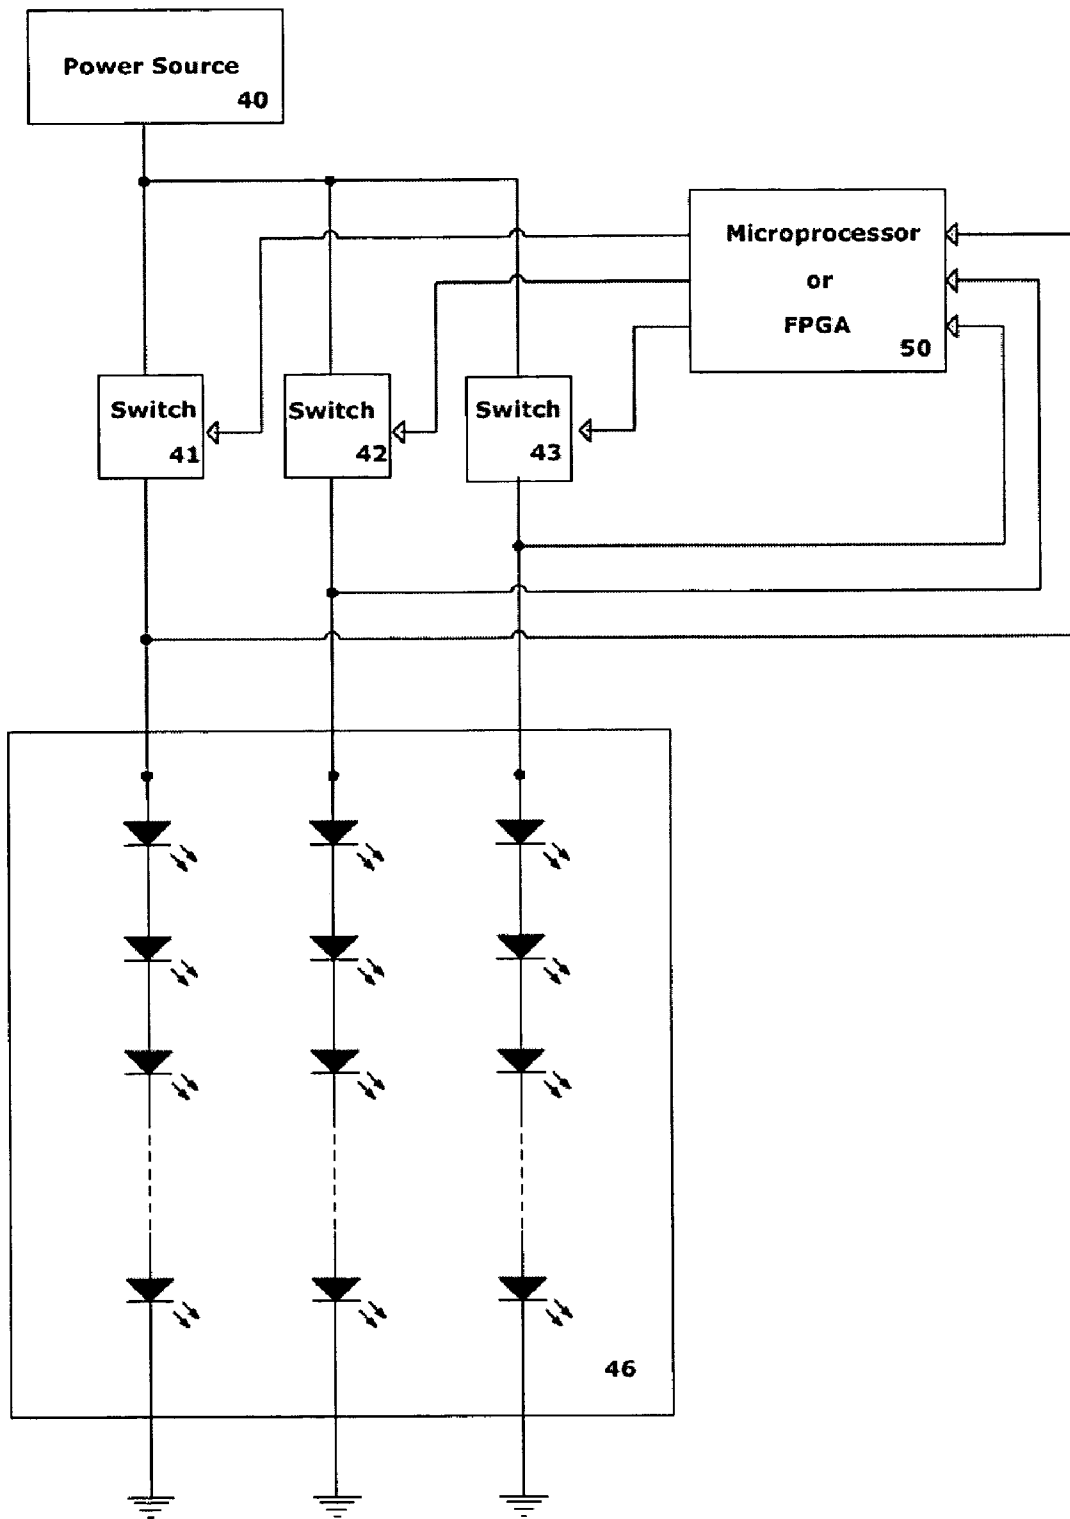 Power Source
40
Microprocessor
or
FPGA
50
Switch
41
Switch
42
Switch
43
46